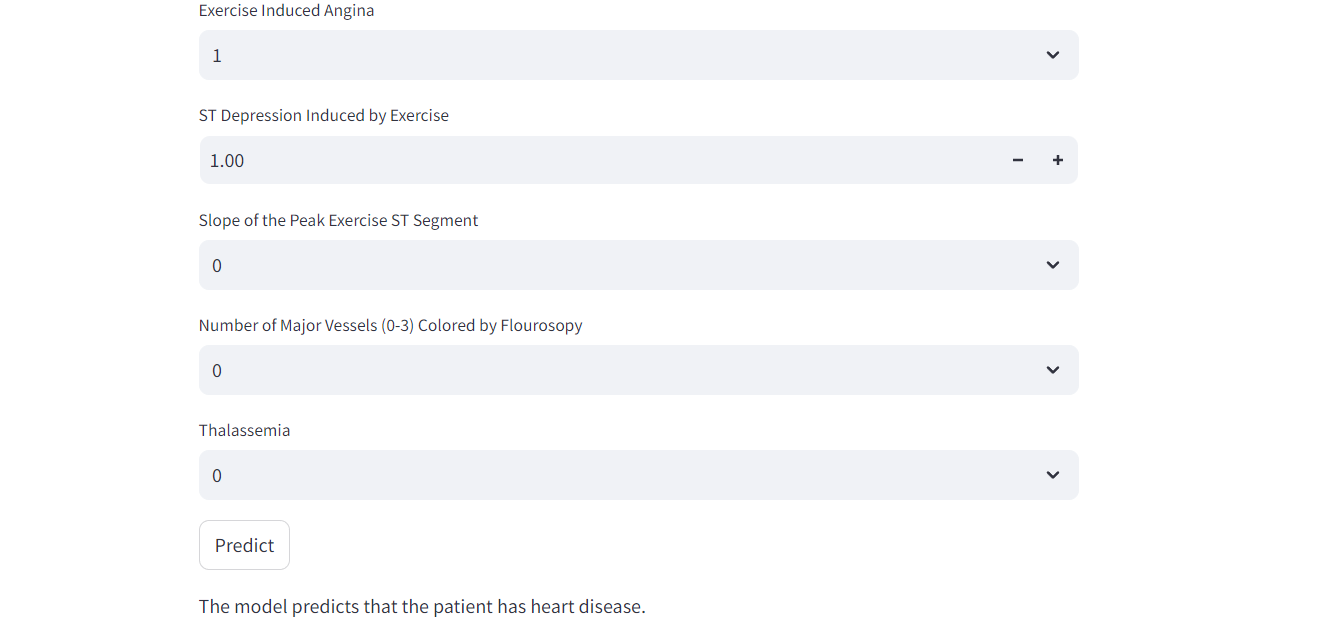 Exercise Induced Angina
1
ST Depression Induced by Exercise
1.00
Slope of the Peak Exercise ST Segment
0
Number of Major Vessels (0-3) Colored by Flourosopy
0
Thalassemia
0
Predict
The model predicts that the patient has heart disease.